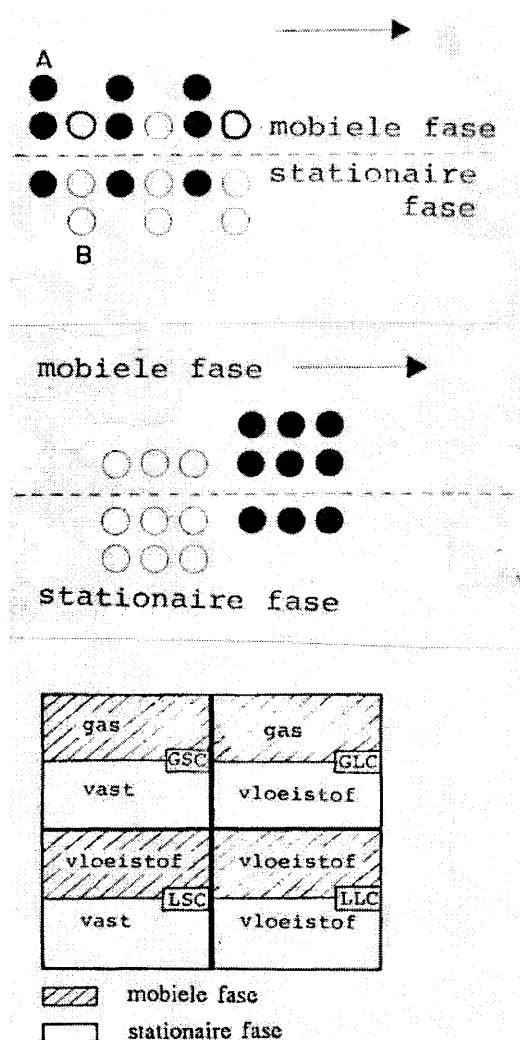 A
mobiele fase
stationaire
fase
B
mobiele fase
stationaire fase
gas
GSC
vast
gas
GLC
vloeistof
vloeistof
LSC
vast
vloeistof
LLC
vloeistof
mobiele fase
stationaire fase